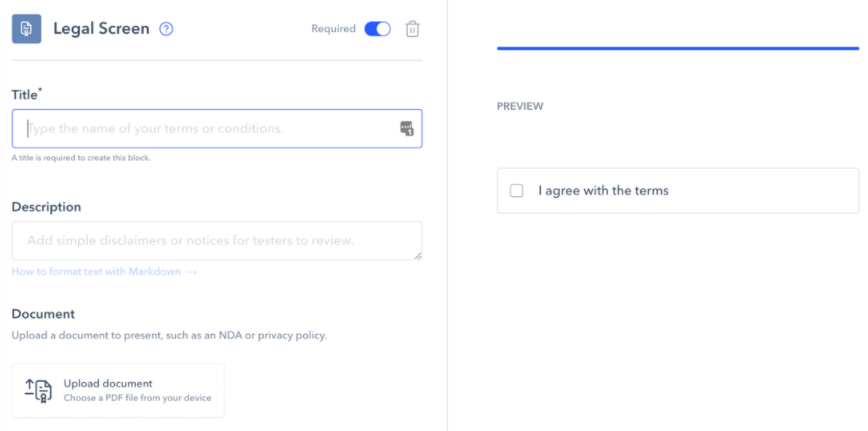 Legal Screen ?
Required
Title*
Type the name of your terms or conditions.
1
A title is required to create this block.
Description
Add simple disclaimers or notices for testers to review.
How to format text with Markdown →
Document
Upload a document to present, such as an NDA or privacy policy.
Upload document
Choose a PDF file from your device
PREVIEW
I agree with the terms